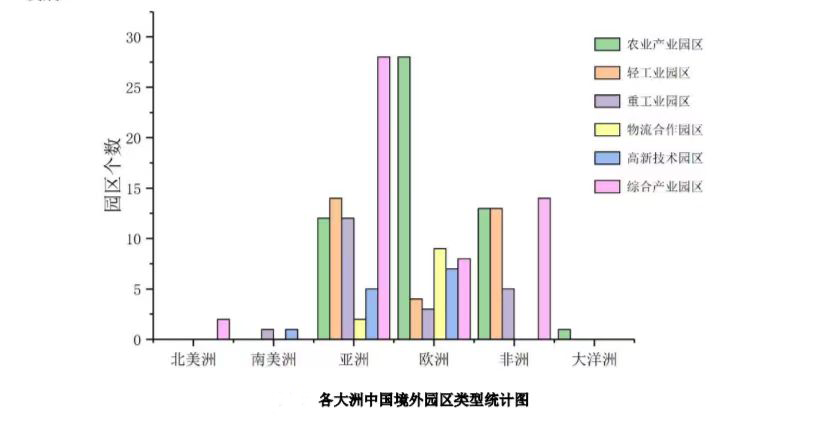 30
25
20
15
10
5
0
园区个数
农业产业园区
轻工业园区
重工业园区
物流合作园区
高新技术园区
综合产业园区
北美洲 南美洲 亚洲 欧洲 非洲 大洋洲
各大洲中国境外园区类型统计图